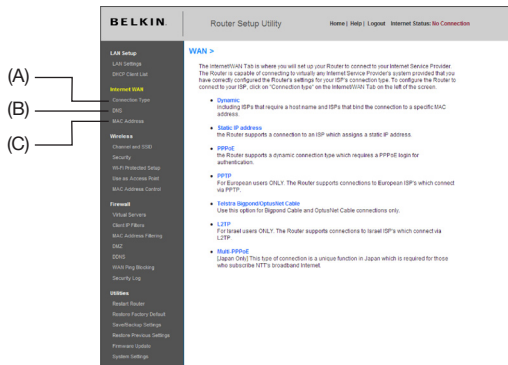 BELKIN.
Router Setup Utility
Home | Help | Logout Internet Status: No Connection
(A)
(B)
(C)
LAN Setup
LAN Settings
DHCP Client List
Internet WAN
Connection Type
DNS
MAC Address
Wireless
Channel and SSID
Security
Wi-Fi Protected Setup
Use as Access Point
MAC Address Control
Firewall
Virtual Servers
Client IP Filters
MAC Address Filtering
DMZ
DDNS
WAN Ping Blocking
Security Log
Utilities
Restart Router
Restore Factory Default
Save/Backup Settings
Restore Previous Settings
Firmware Update
System Settings
WAN >
The Internet/WAN Tab is where you will set up your Router to connect to your Internet Service Provider.
The Router is capable of connecting to virtually any Internet Service Provider's system provided that you
have correctly configured the Router's settings for your ISP's connection type. To configure the Router to
connect to your ISP, click on "Connection type" on the Internet/WAN Tab on the left of the screen.
• Dynamic
Including ISPs that require a host name and ISPs that bind the connection to a specific MAC
address.
• Static IP address
the Router supports a connection to an ISP which assigns a static IP address.
• PPPoE
the Router supports a dynamic connection type which requires a PPPoE login for
authentication.
• PPTP
For European users ONLY. The Router supports connections to European ISP's which connect
via PPTP.
• Telstra Bigpond/OptusNet Cable
Use this option for Bigpond Cable and OptusNet Cable connections only.
• L2TP
For Israel users ONLY. The Router supports connections to Israel ISP's which connect via
L2TP
• Multi-PPPoE
[Japan Only] This type of connection is a unique function in Japan which is required for those
who subscribe NTT's broadband Internet.